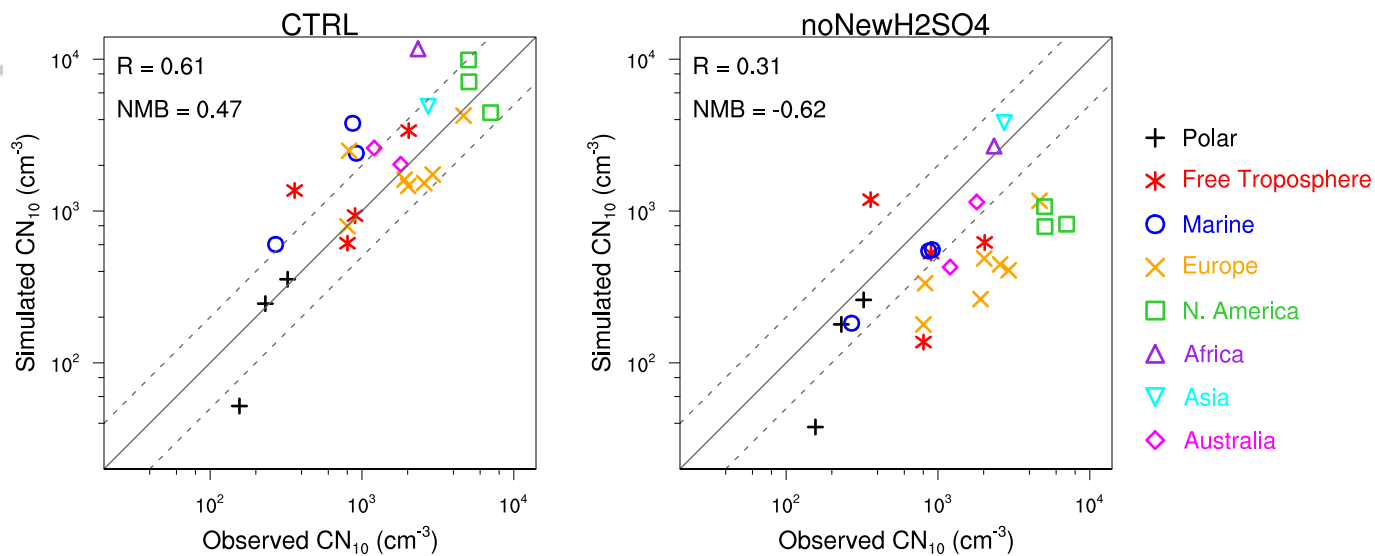 CTRL
R = 0.61
NMB = 0.47
10⁴
10³
10²
Simulated CN₁₀ (cm⁻³)
10² 10³ 10⁴
Observed CN₁₀ (cm⁻³)
noNewH2SO4
R = 0.31
NMB = -0.62
10⁴
10³
10²
Simulated CN₁₀ (cm⁻³)
10² 10³ 10⁴
Observed CN₁₀ (cm⁻³)
Polar
Free Troposphere
Marine
Europe
N. America
Africa
Asia
Australia